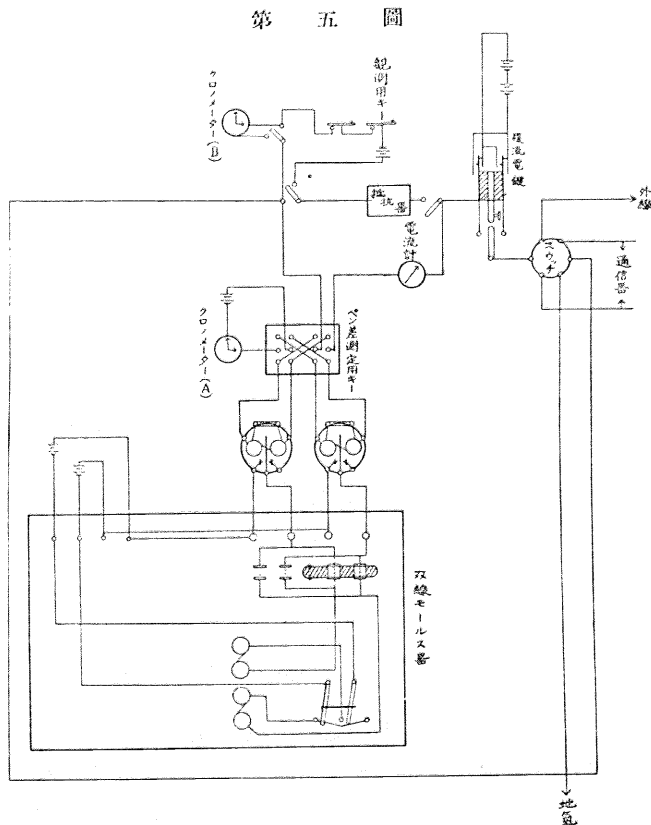 第五圖
クロノメーター(B)
観測用キー
複流電鍵
抵抗器
外線
電流計
スウッチ
通信器
クロノメーター(A)
ペン差測定用キー
双線モールス器
地氣